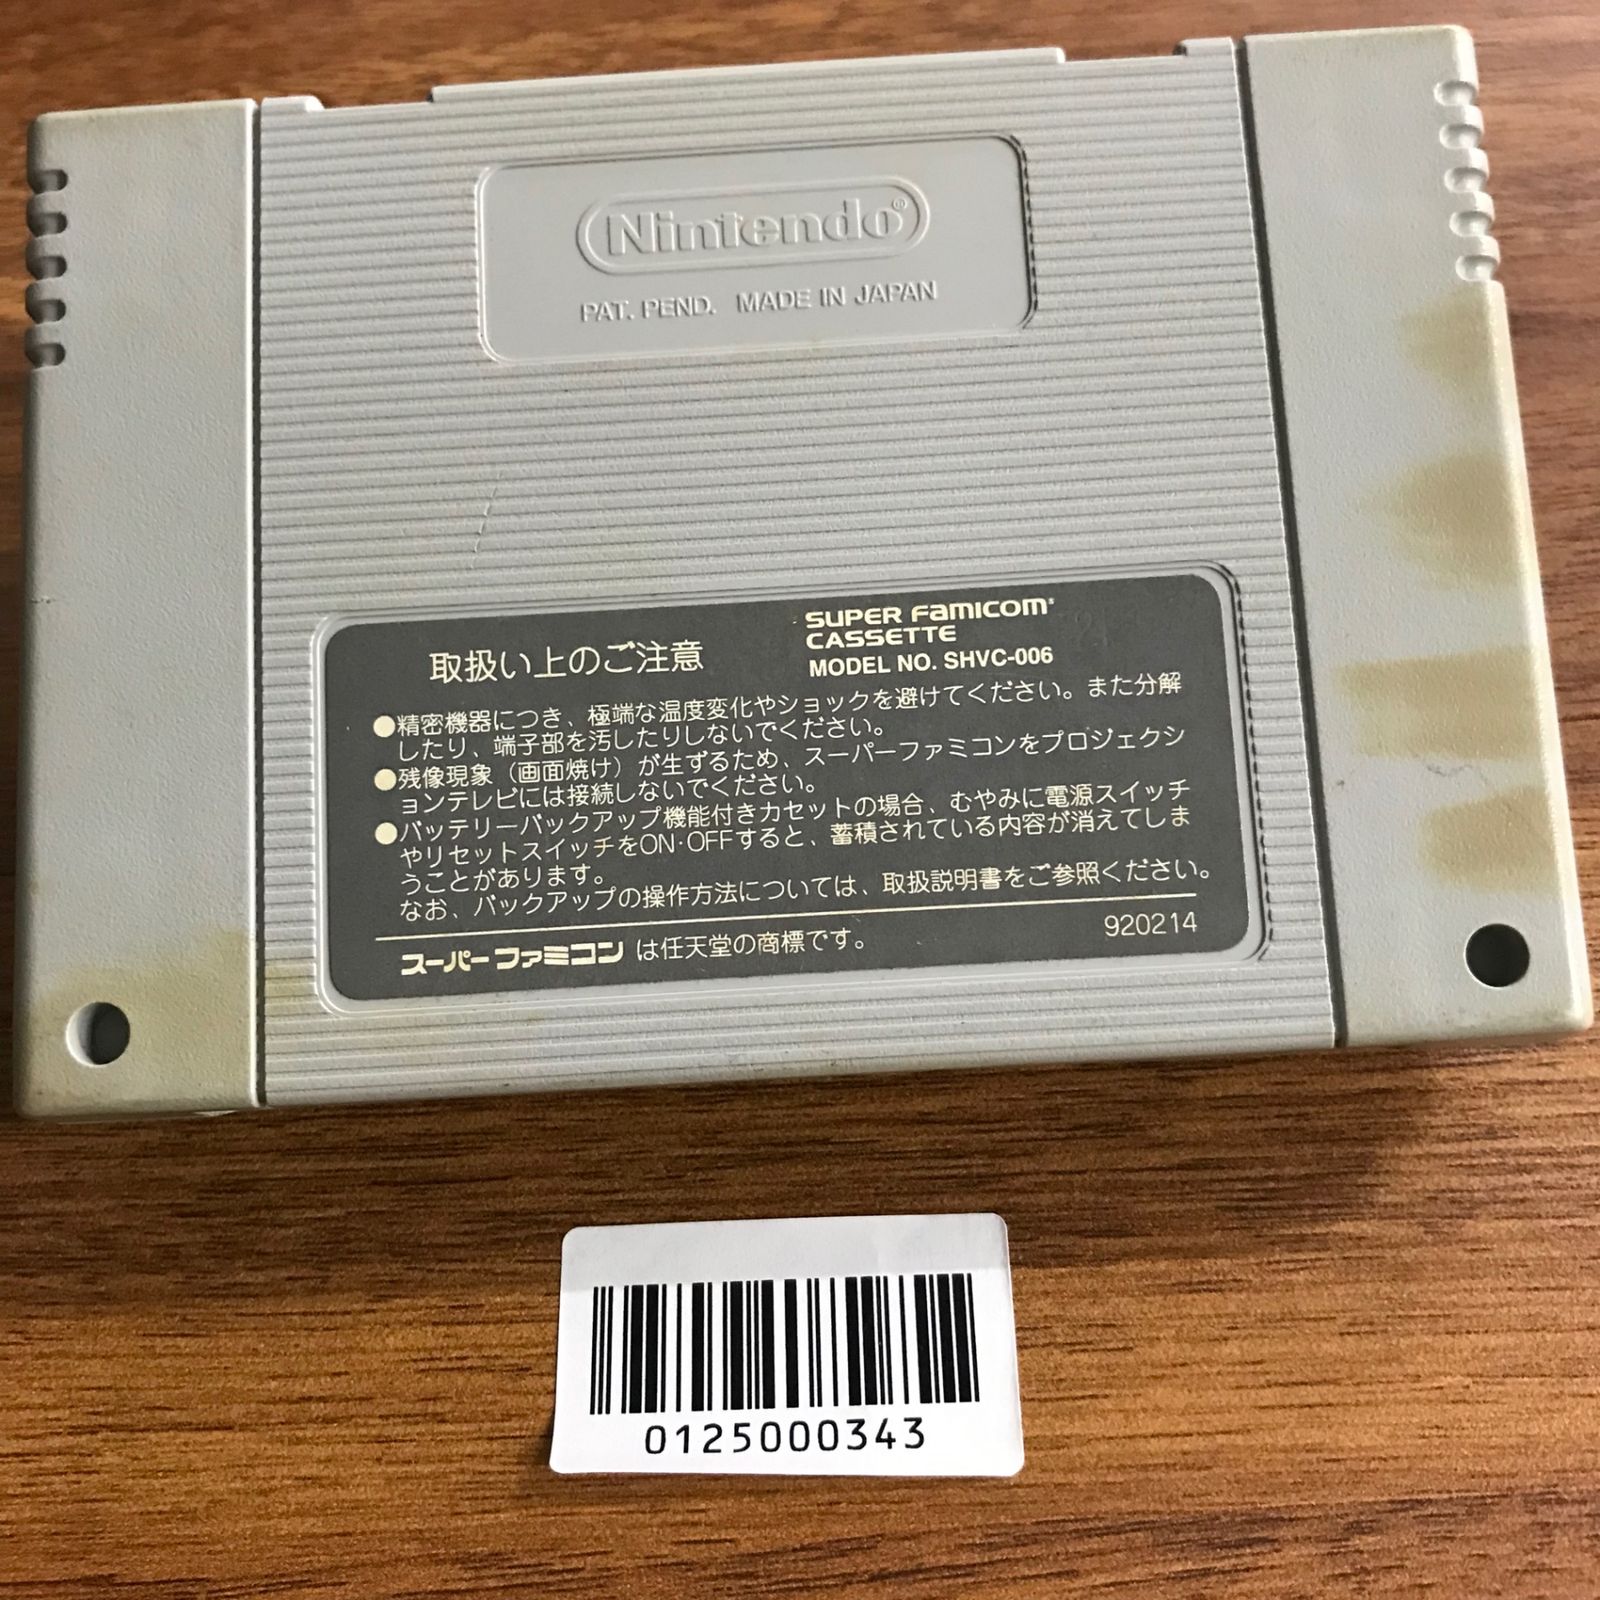 Nintendo®
PAT. PEND. MADE IN JAPAN
SUPER FAMICOM®
CASSETTE
取扱い上のご注意
MODEL NO. SHVC-006
●精密機器につき、極端な温度変化やショックを避けてください。また分解
したり、端子部を汚したりしないでください。
●残像現象（画面焼け）が生ずるため、スーパーファミコンをプロジェクシ
ョンテレビには接続しないでください。
●バッテリーバックアップ機能付きカセットの場合、むやみに電源スイッチ
やリセットスイッチをON·OFFすると、蓄積されている内容が消えてしま
うことがあります。
なお、バックアップの操作方法については、取扱説明書をご参照ください。
スーパーファミコンは任天堂の商標です。
920214
0125000343